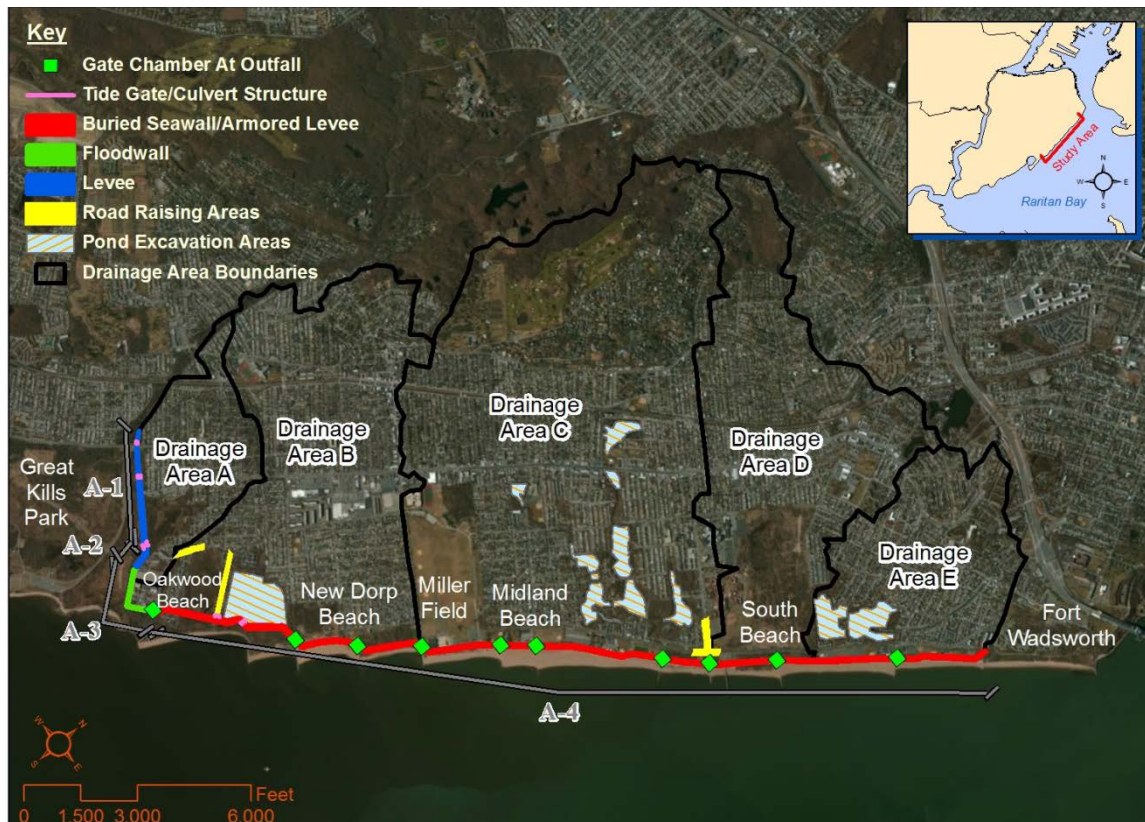 Key
Gate Chamber At Outfall
Tide Gate/Culvert Structure
Buried Seawall/Armored Levee
Floodwall
Levee
Road Raising Areas
Pond Excavation Areas
Drainage Area Boundaries
Study Area
N
W E
S
Raritan Bay
Drainage
Area A
Drainage
Area B
Drainage
Area C
Drainage
Area D
Drainage
Area E
Great
Kills
Park
A-1
A-2
A-3
A-4
Oakwood
Beach
New Dorp
Beach
Miller
Field
Midland
Beach
South
Beach
Fort
Wadsworth
W N
S E
Feet
0 1,500 3,000 6,000